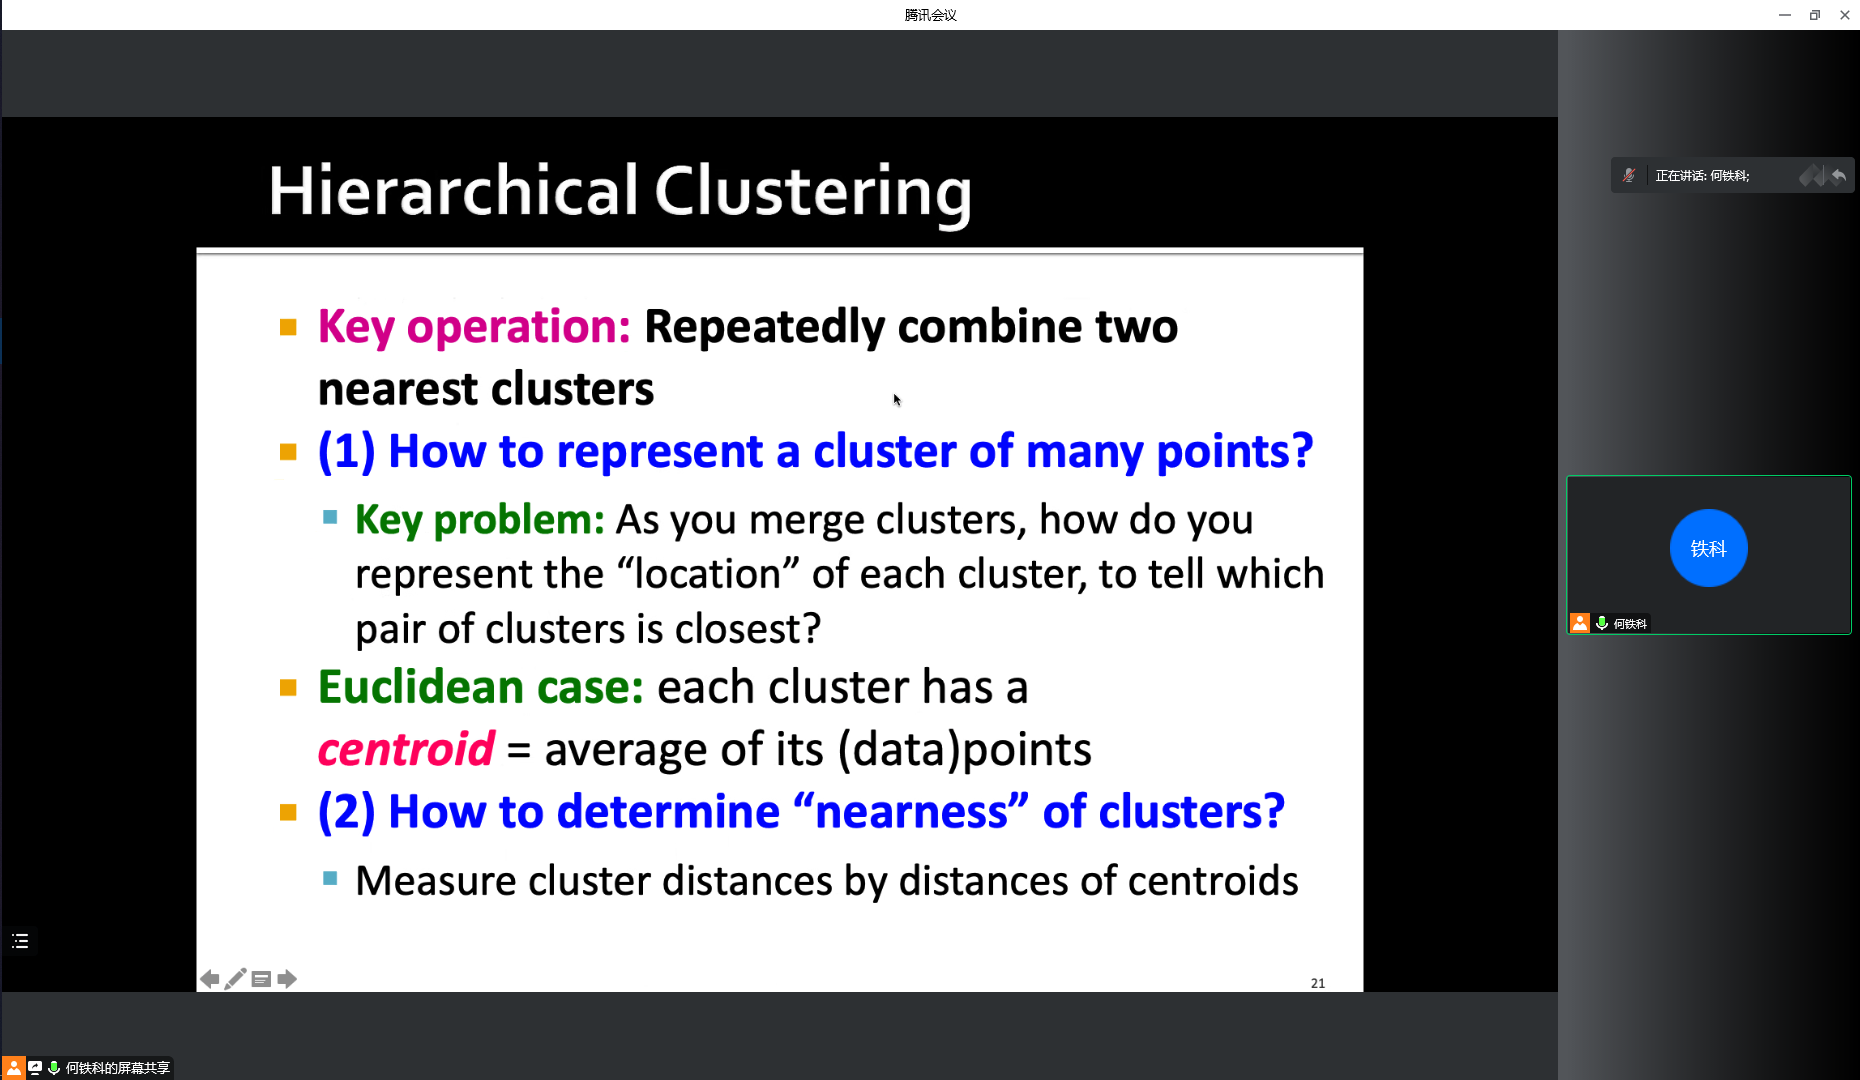 腾讯会议
Hierarchical Clustering
Key operation: Repeatedly combine two
nearest clusters
(1) How to represent a cluster of many points?
Key problem: As you merge clusters, how do you
represent the “location” of each cluster, to tell which
pair of clusters is closest?
Euclidean case: each cluster has a
centroid = average of its (data)points
(2) How to determine “nearness” of clusters?
Measure cluster distances by distances of centroids
21
正在讲话: 何铁科;
铁科
何铁科
何铁科的屏幕共享